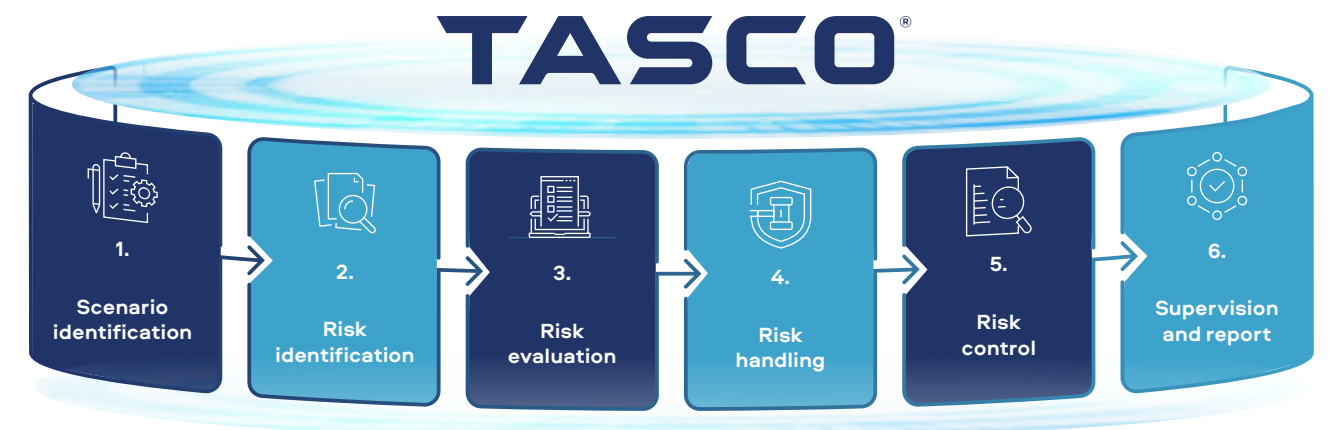 TASCO®
1.
Scenario
identification
2.
Risk
identification
3.
Risk
evaluation
4.
Risk
handling
5.
Risk
control
6.
Supervision
and report